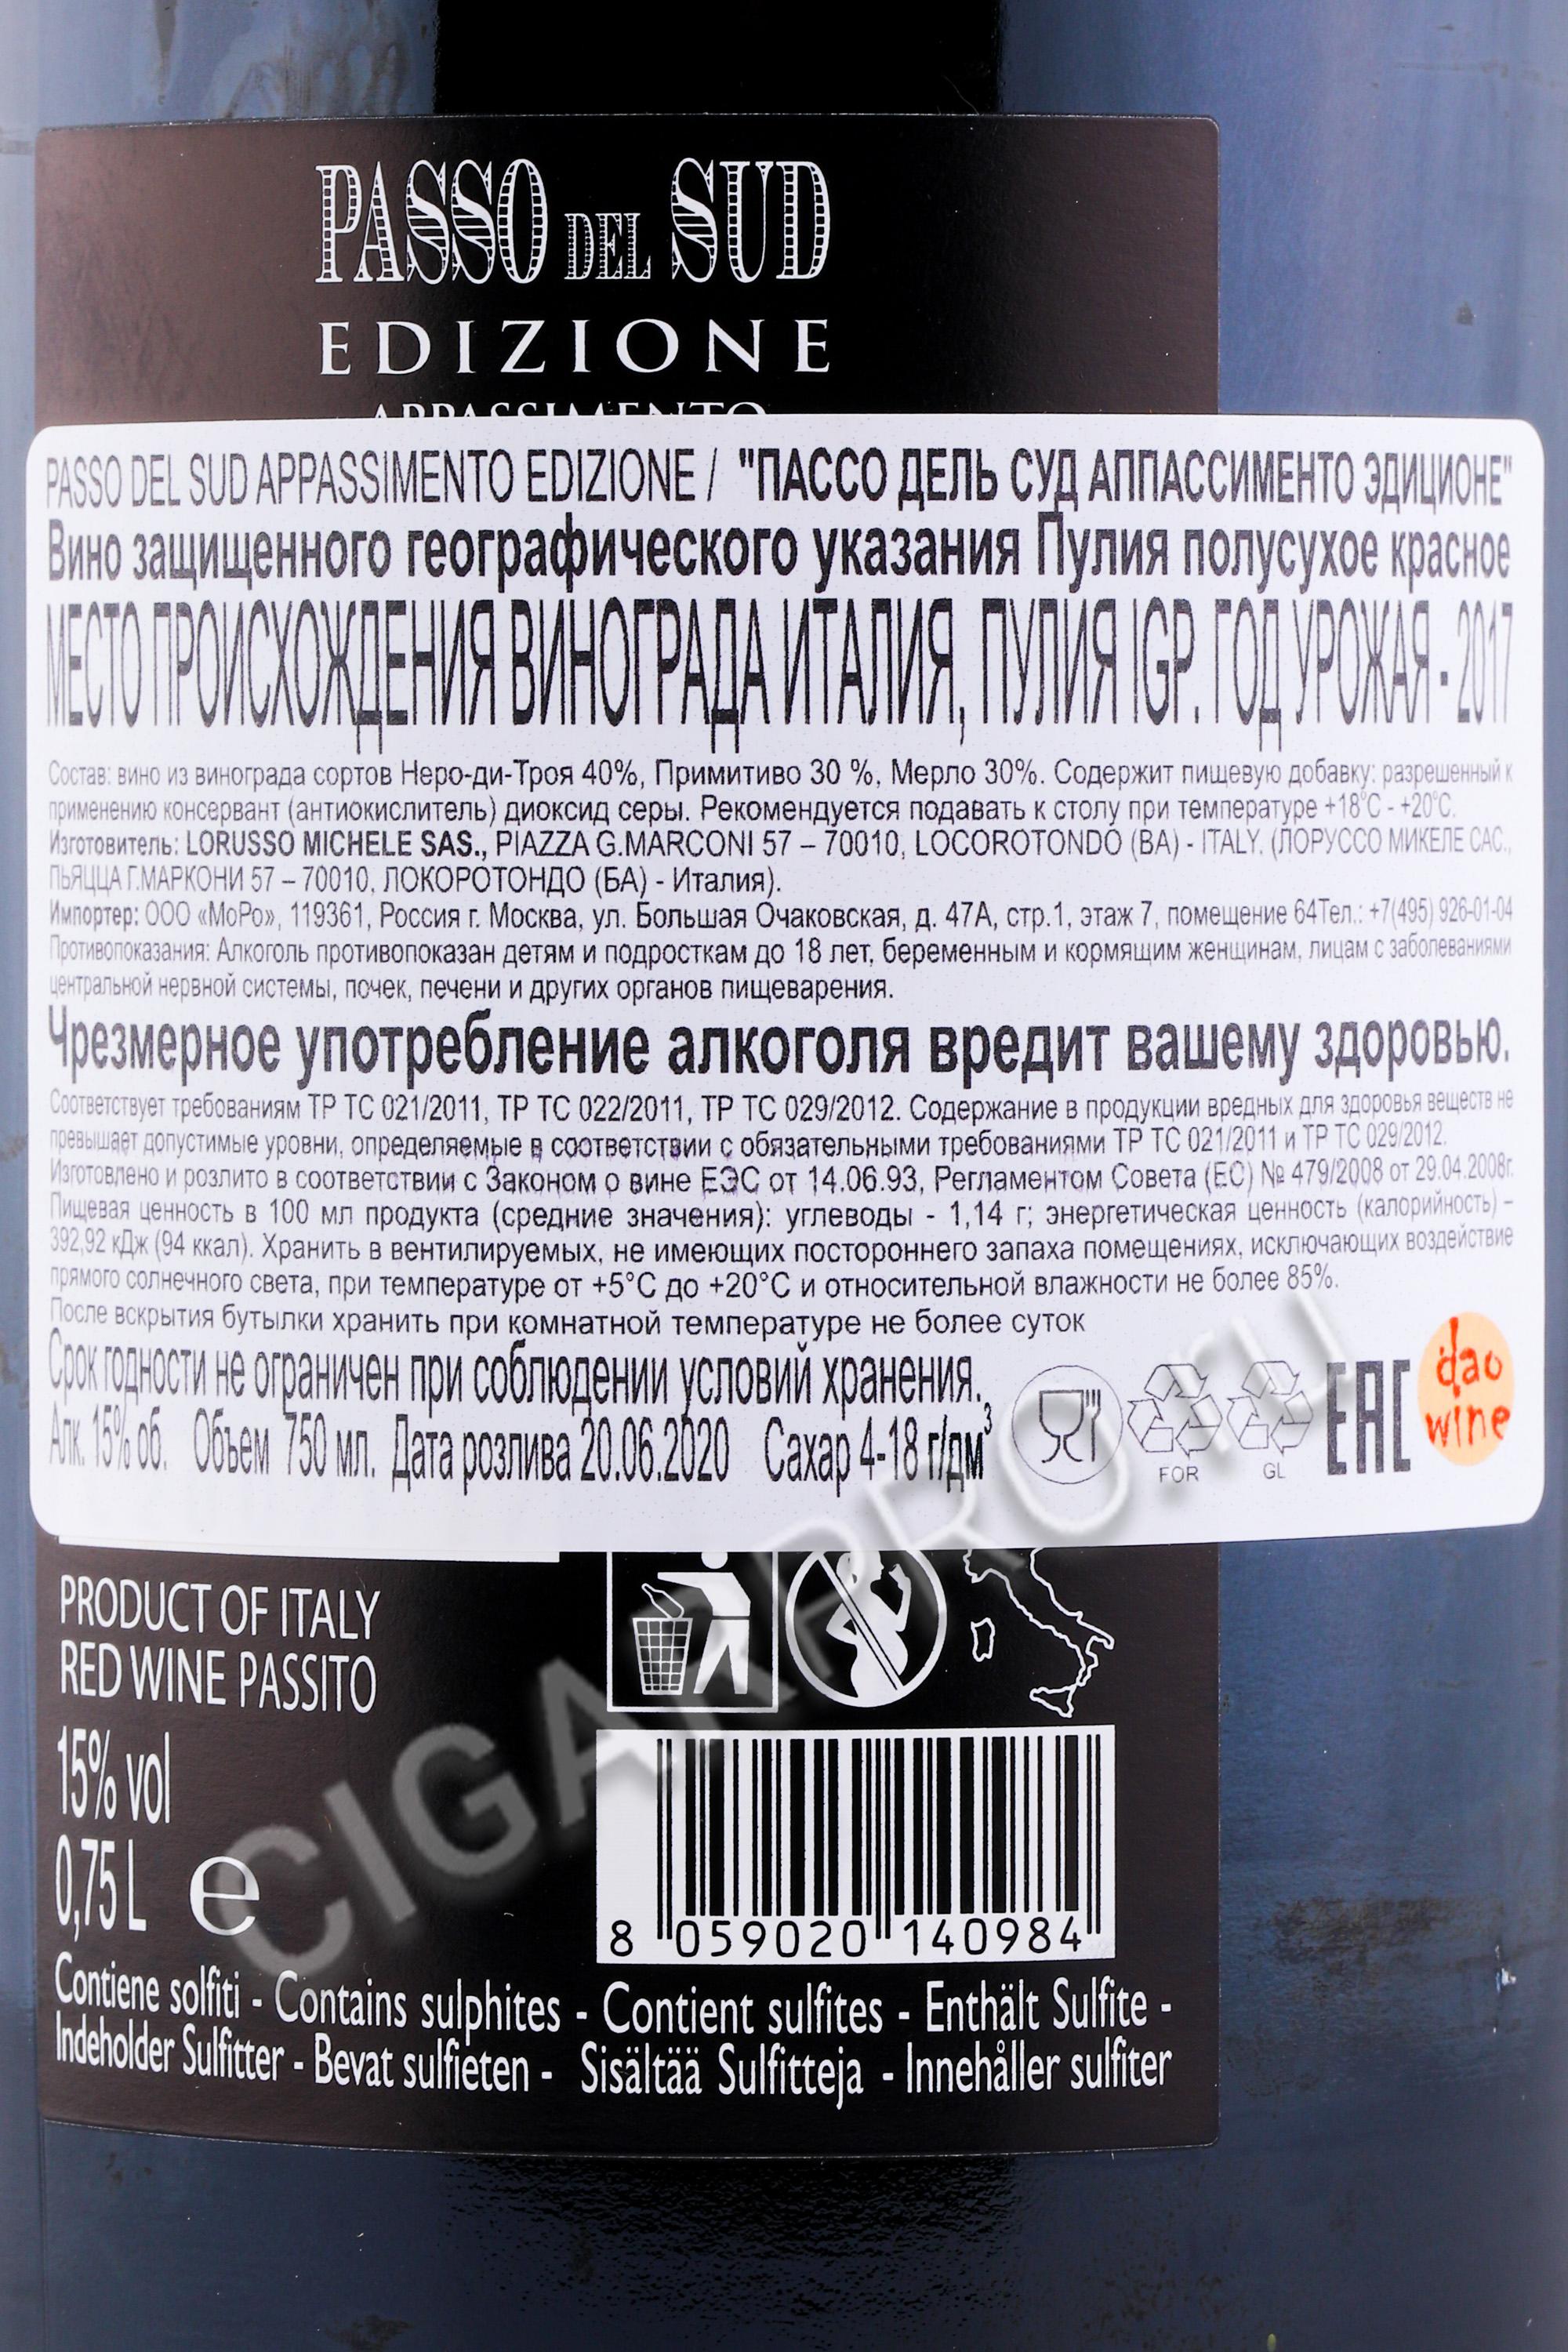 PASSO DEL SUD
EDIZIONE
APPASSIMENTO
PASSO DEL SUD APPASSIMENTO EDIZIONE / "ПАССО ДЕЛЬ СУД АППАССИМЕНТО ЭДИЦИОНЕ"
Вино защищенного географического указания Пулия полусухое красное
МЕСТО ПРОИСХОЖДЕНИЯ ВИНОГРАДА ИТАЛИЯ, ПУЛИЯ IGP. ГОД УРОЖАЯ - 2017
Состав: вино из винограда сортов Неро-ди-Троя 40%, Примитиво 30 %, Мерло 30%. Содержит пищевую добавку: разрешенный к
применению консервант (антиокислитель) диоксид серы. Рекомендуется подавать к столу при температуре +18°С - +20°С.
Изготовитель: LORUSSO MICHELE SAS., PIAZZA G.MARCONI 57 – 70010, LOCOROTONDO (BA) - ITALY. (ЛОРУССО МИКЕЛЕ САС.,
ПЬЯЦЦА Г.МАРКОНИ 57 – 70010, ЛОКОРОТОНДО (БА) - Италия).
Импортер: ООО «МоРо», 119361, Россия г. Москва, ул. Большая Очаковская, д. 47А, стр.1, этаж 7, помещение 64Тел.: +7(495) 926-01-04
Противопоказания: Алкоголь противопоказан детям и подросткам до 18 лет, беременным и кормящим женщинам, лицам с заболеваниями
центральной нервной системы, почек, печени и других органов пищеварения.
Чрезмерное употребление алкоголя вредит вашему здоровью.
Соответствует требованиям ТР ТС 021/2011, ТР ТС 022/2011, ТР ТС 029/2012. Содержание в продукции вредных для здоровья веществ не
превышает допустимые уровни, определяемые в соответствии с обязательными требованиями ТР ТС 021/2011 и ТР ТС 029/2012.
Изготовлено и розлито в соответствии с Законом о вине ЕЭС от 14.06.93, Регламентом Совета (ЕС) № 479/2008 от 29.04.2008г.
Пищевая ценность в 100 мл продукта (средние значения): углеводы - 1,14 г; энергетическая ценность (калорийность) –
392,92 кДж (94 ккал). Хранить в вентилируемых, не имеющих постороннего запаха помещениях, исключающих воздействие
прямого солнечного света, при температуре от +5°С до +20°С и относительной влажности не более 85%.
После вскрытия бутылки хранить при комнатной температуре не более суток
Срок годности не ограничен при соблюдении условий хранения.
Алк. 15% об. Объем 750 мл. Дата розлива 20.06.2020 Сахар 4-18 г/дм³
FOR GL EAC dao wine
PRODUCT OF ITALY
RED WINE PASSITO
15% vol
0,75 L e
8 059020 140984
Contiene solfiti - Contains sulphites - Contient sulfites - Enthält Sulfite -
Indeholder Sulfitter - Bevat sulfieten - Sisältää Sulfitteja - Innehåller sulfiter
CIGARPRO.ru